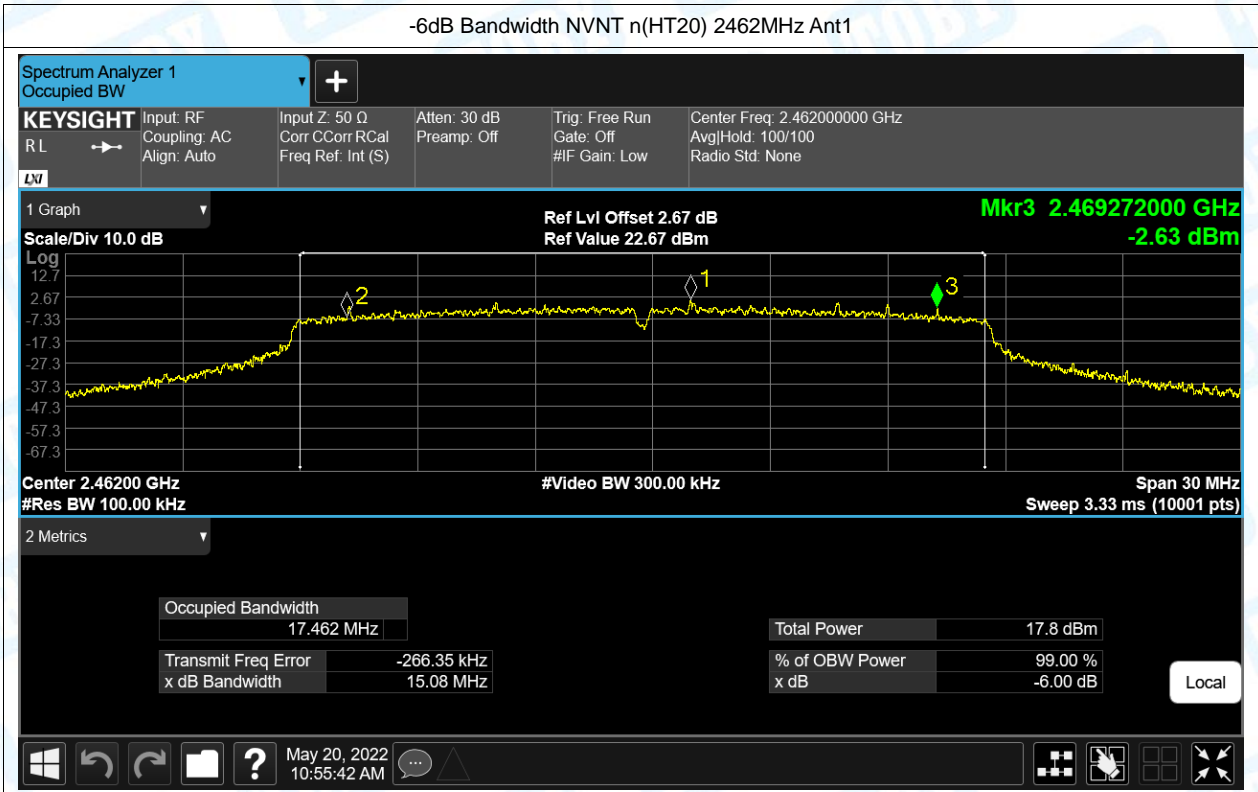 -6dB Bandwidth NVNT n(HT20) 2462MHz Ant1
Spectrum Analyzer 1
Occupied BW
KEYSIGHT
R L
LXI
Input: RF
Coupling: AC
Align: Auto
Input Z: 50 Ω
Corr CCorr RCal
Freq Ref: Int (S)
Atten: 30 dB
Preamp: Off
Trig: Free Run
Gate: Off
#IF Gain: Low
Center Freq: 2.462000000 GHz
Avg|Hold: 100/100
Radio Std: None
1 Graph
Scale/Div 10.0 dB
Ref Lvl Offset 2.67 dB
Ref Value 22.67 dBm
Mkr3 2.469272000 GHz
-2.63 dBm
Log
12.7
2.67
-7.33
-17.3
-27.3
-37.3
-47.3
-57.3
-67.3
2
1
3
Center 2.46200 GHz
#Res BW 100.00 kHz
#Video BW 300.00 kHz
Span 30 MHz
Sweep 3.33 ms (10001 pts)
2 Metrics
Occupied Bandwidth
17.462 MHz
Transmit Freq Error -266.35 kHz
x dB Bandwidth 15.08 MHz
Total Power 17.8 dBm
% of OBW Power 99.00 %
x dB -6.00 dB
Local
?
May 20, 2022
10:55:42 AM